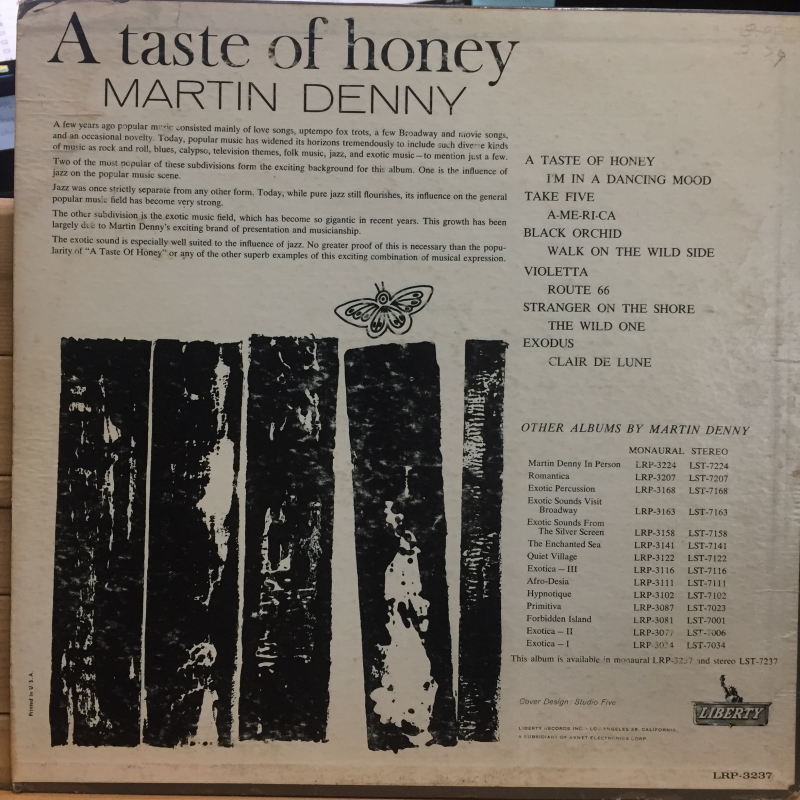 A taste of honey
MARTIN DENNY
A few years ago popular music consisted mainly of love songs, uptempo fox trots, a few Broadway and movie songs,
and an occasional novelty. Today, popular music has widened its horizons tremendously to include such diverse kinds
of music as rock and roll, blues, calypso, television themes, folk music, jazz, and exotic music—to mention just a few.
Two of the most popular of these subdivisions form the exciting background for this album. One is the influence of
jazz on the popular music scene.
Jazz was once strictly separate from any other form. Today, while pure jazz still flourishes, its influence on the general
popular music field has become very strong.
The other subdivision is the exotic music field, which has become so gigantic in recent years. This growth has been
largely due to Martin Denny's exciting brand of presentation and musicianship.
The exotic sound is especially well suited to the influence of jazz. No greater proof of this is necessary than the popu-
larity of "A Taste Of Honey" or any of the other superb examples of this exciting combination of musical expression.
A TASTE OF HONEY
I'M IN A DANCING MOOD
TAKE FIVE
A-ME-RI-CA
BLACK ORCHID
WALK ON THE WILD SIDE
VIOLETTA
ROUTE 66
STRANGER ON THE SHORE
THE WILD ONE
EXODUS
CLAIR DE LUNE
OTHER ALBUMS BY MARTIN DENNY
MONAURAL STEREO
Martin Denny In Person LRP-3224 LST-7224
Romantica LRP-3207 LST-7207
Exotic Percussion LRP-3168 LST-7168
Exotic Sounds Visit
Broadway LRP-3163 LST-7163
Exotic Sounds From
The Silver Screen LRP-3158 LST-7158
The Enchanted Sea LRP-3141 LST-7141
Quiet Village LRP-3122 LST-7122
Exotica — III LRP-3116 LST-7116
Afro-Desia LRP-3111 LST-7111
Hypnotique LRP-3102 LST-7102
Primitiva LRP-3087 LST-7023
Forbidden Island LRP-3081 LST-7001
Exotica — II LRP-3077 LST-7006
Exotica — I LRP-3034 LST-7034
This album is available in monaural LRP-3237 and stereo LST-7237
Cover Design: Studio Five
LIBERTY
LIBERTY RECORDS INC. • LOS ANGELES 28, CALIFORNIA
A SUBSIDIARY OF AVNET ELECTRONICS CORP.
Printed in U.S.A.
LRP-3237